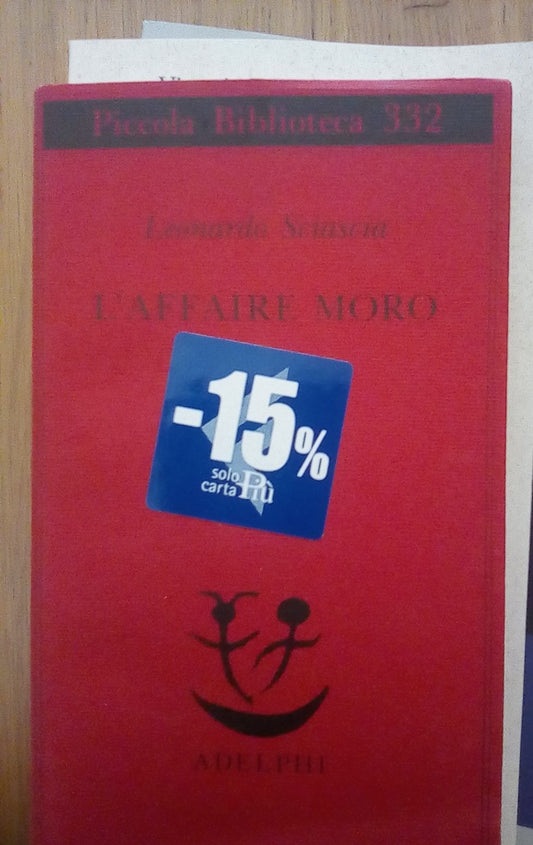 Piccola Biblioteca 332
Leonardo Sciascia
L'AFFAIRE MORO
-15%
solo
carta Più
ADELPHI